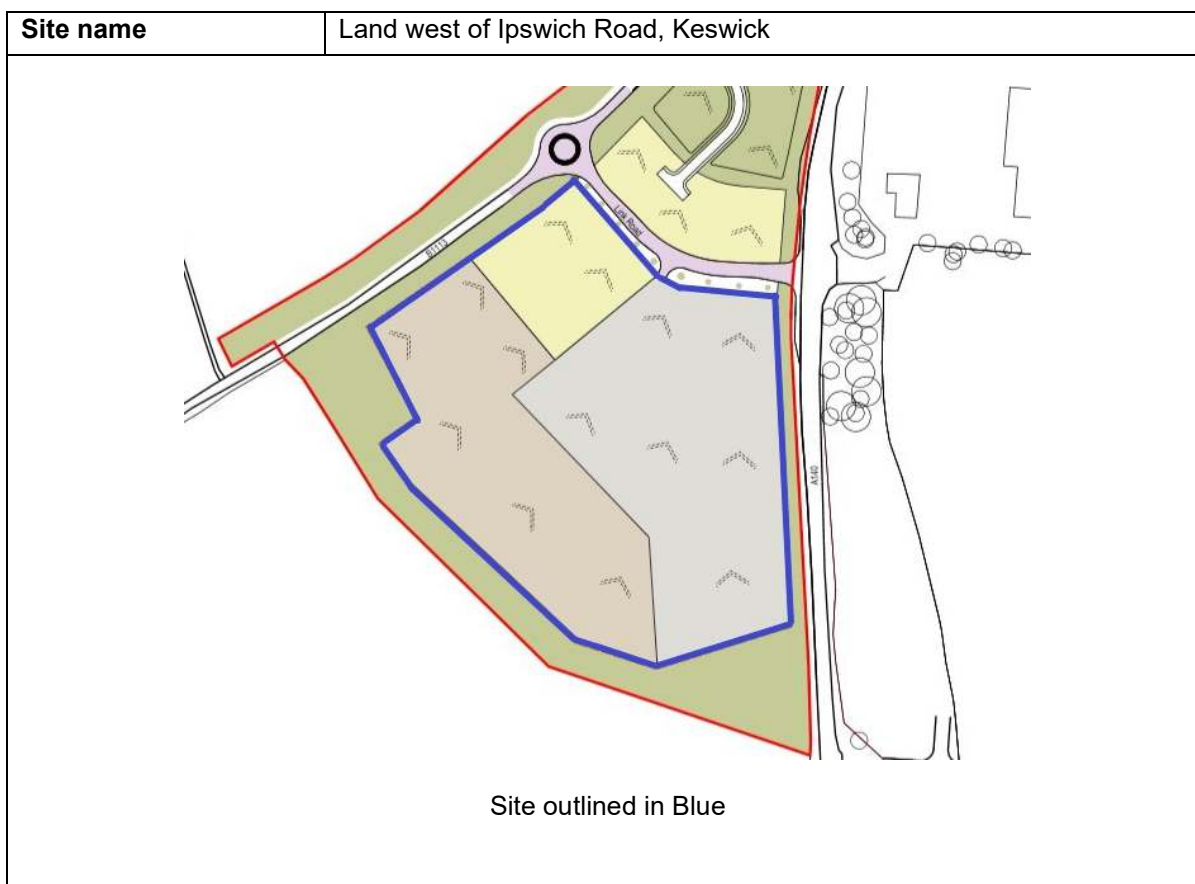 Site name
Land west of Ipswich Road, Keswick
Link Road
B1113
A140
Site outlined in Blue